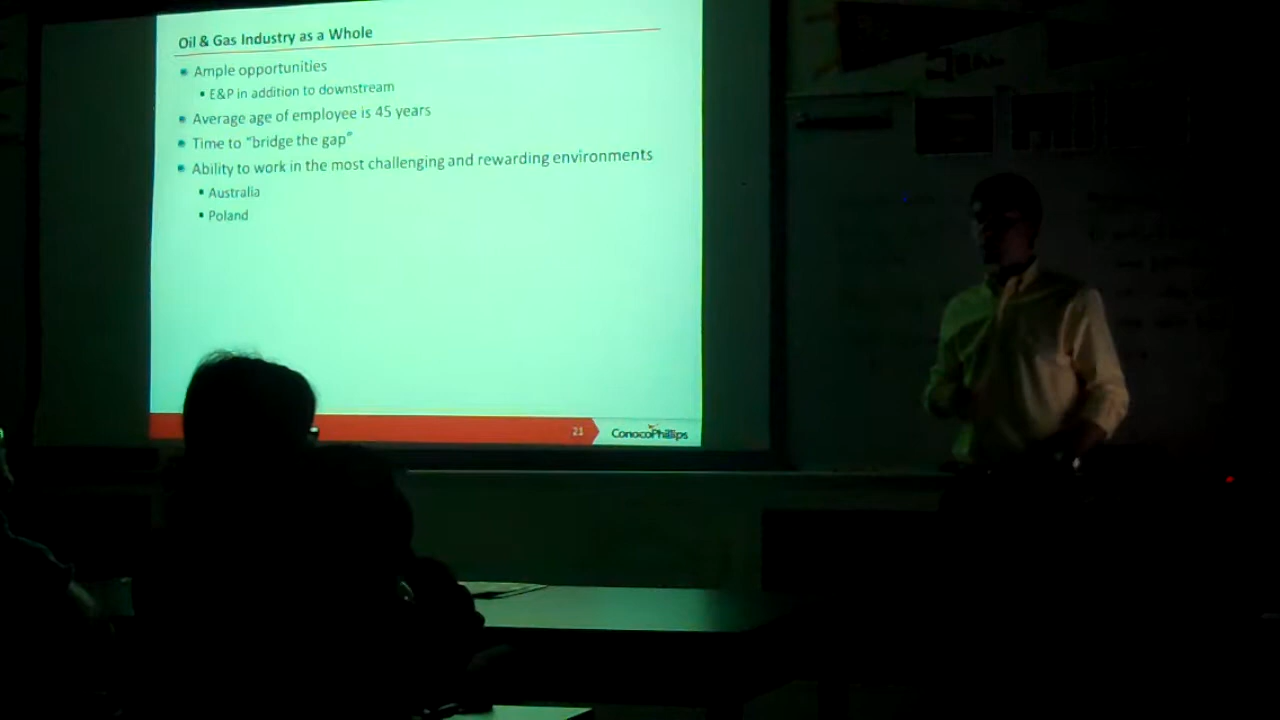 Oil & Gas Industry as a Whole
Ample opportunities
E&P in addition to downstream
Average age of employee is 45 years
Time to "bridge the gap"
Ability to work in the most challenging and rewarding environments
Australia
Poland
21
ConocoPhillips